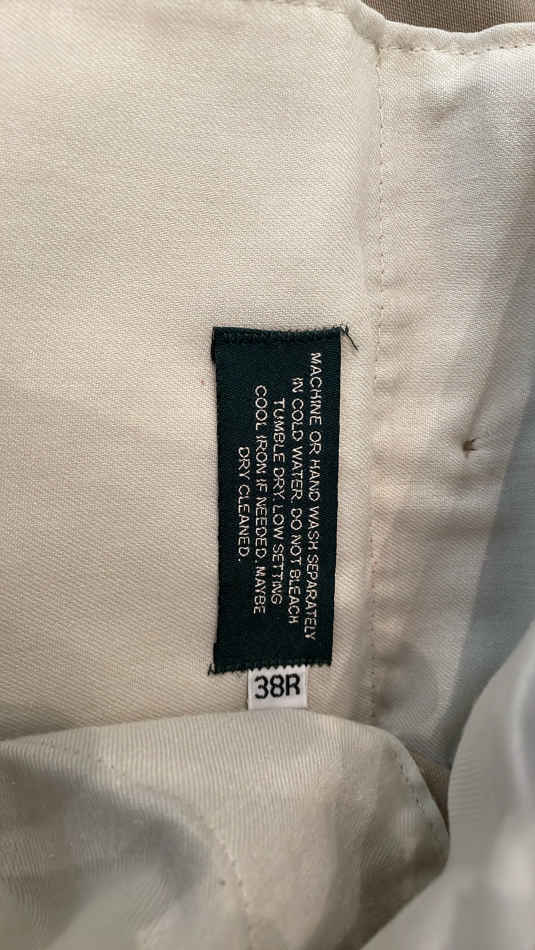 MACHINE OR HAND WASH SEPARATELY
IN COLD WATER. DO NOT BLEACH
TUMBLE DRY. LOW SETTING
COOL IRON IF NEEDED. MAYBE
DRY CLEANED.
38R